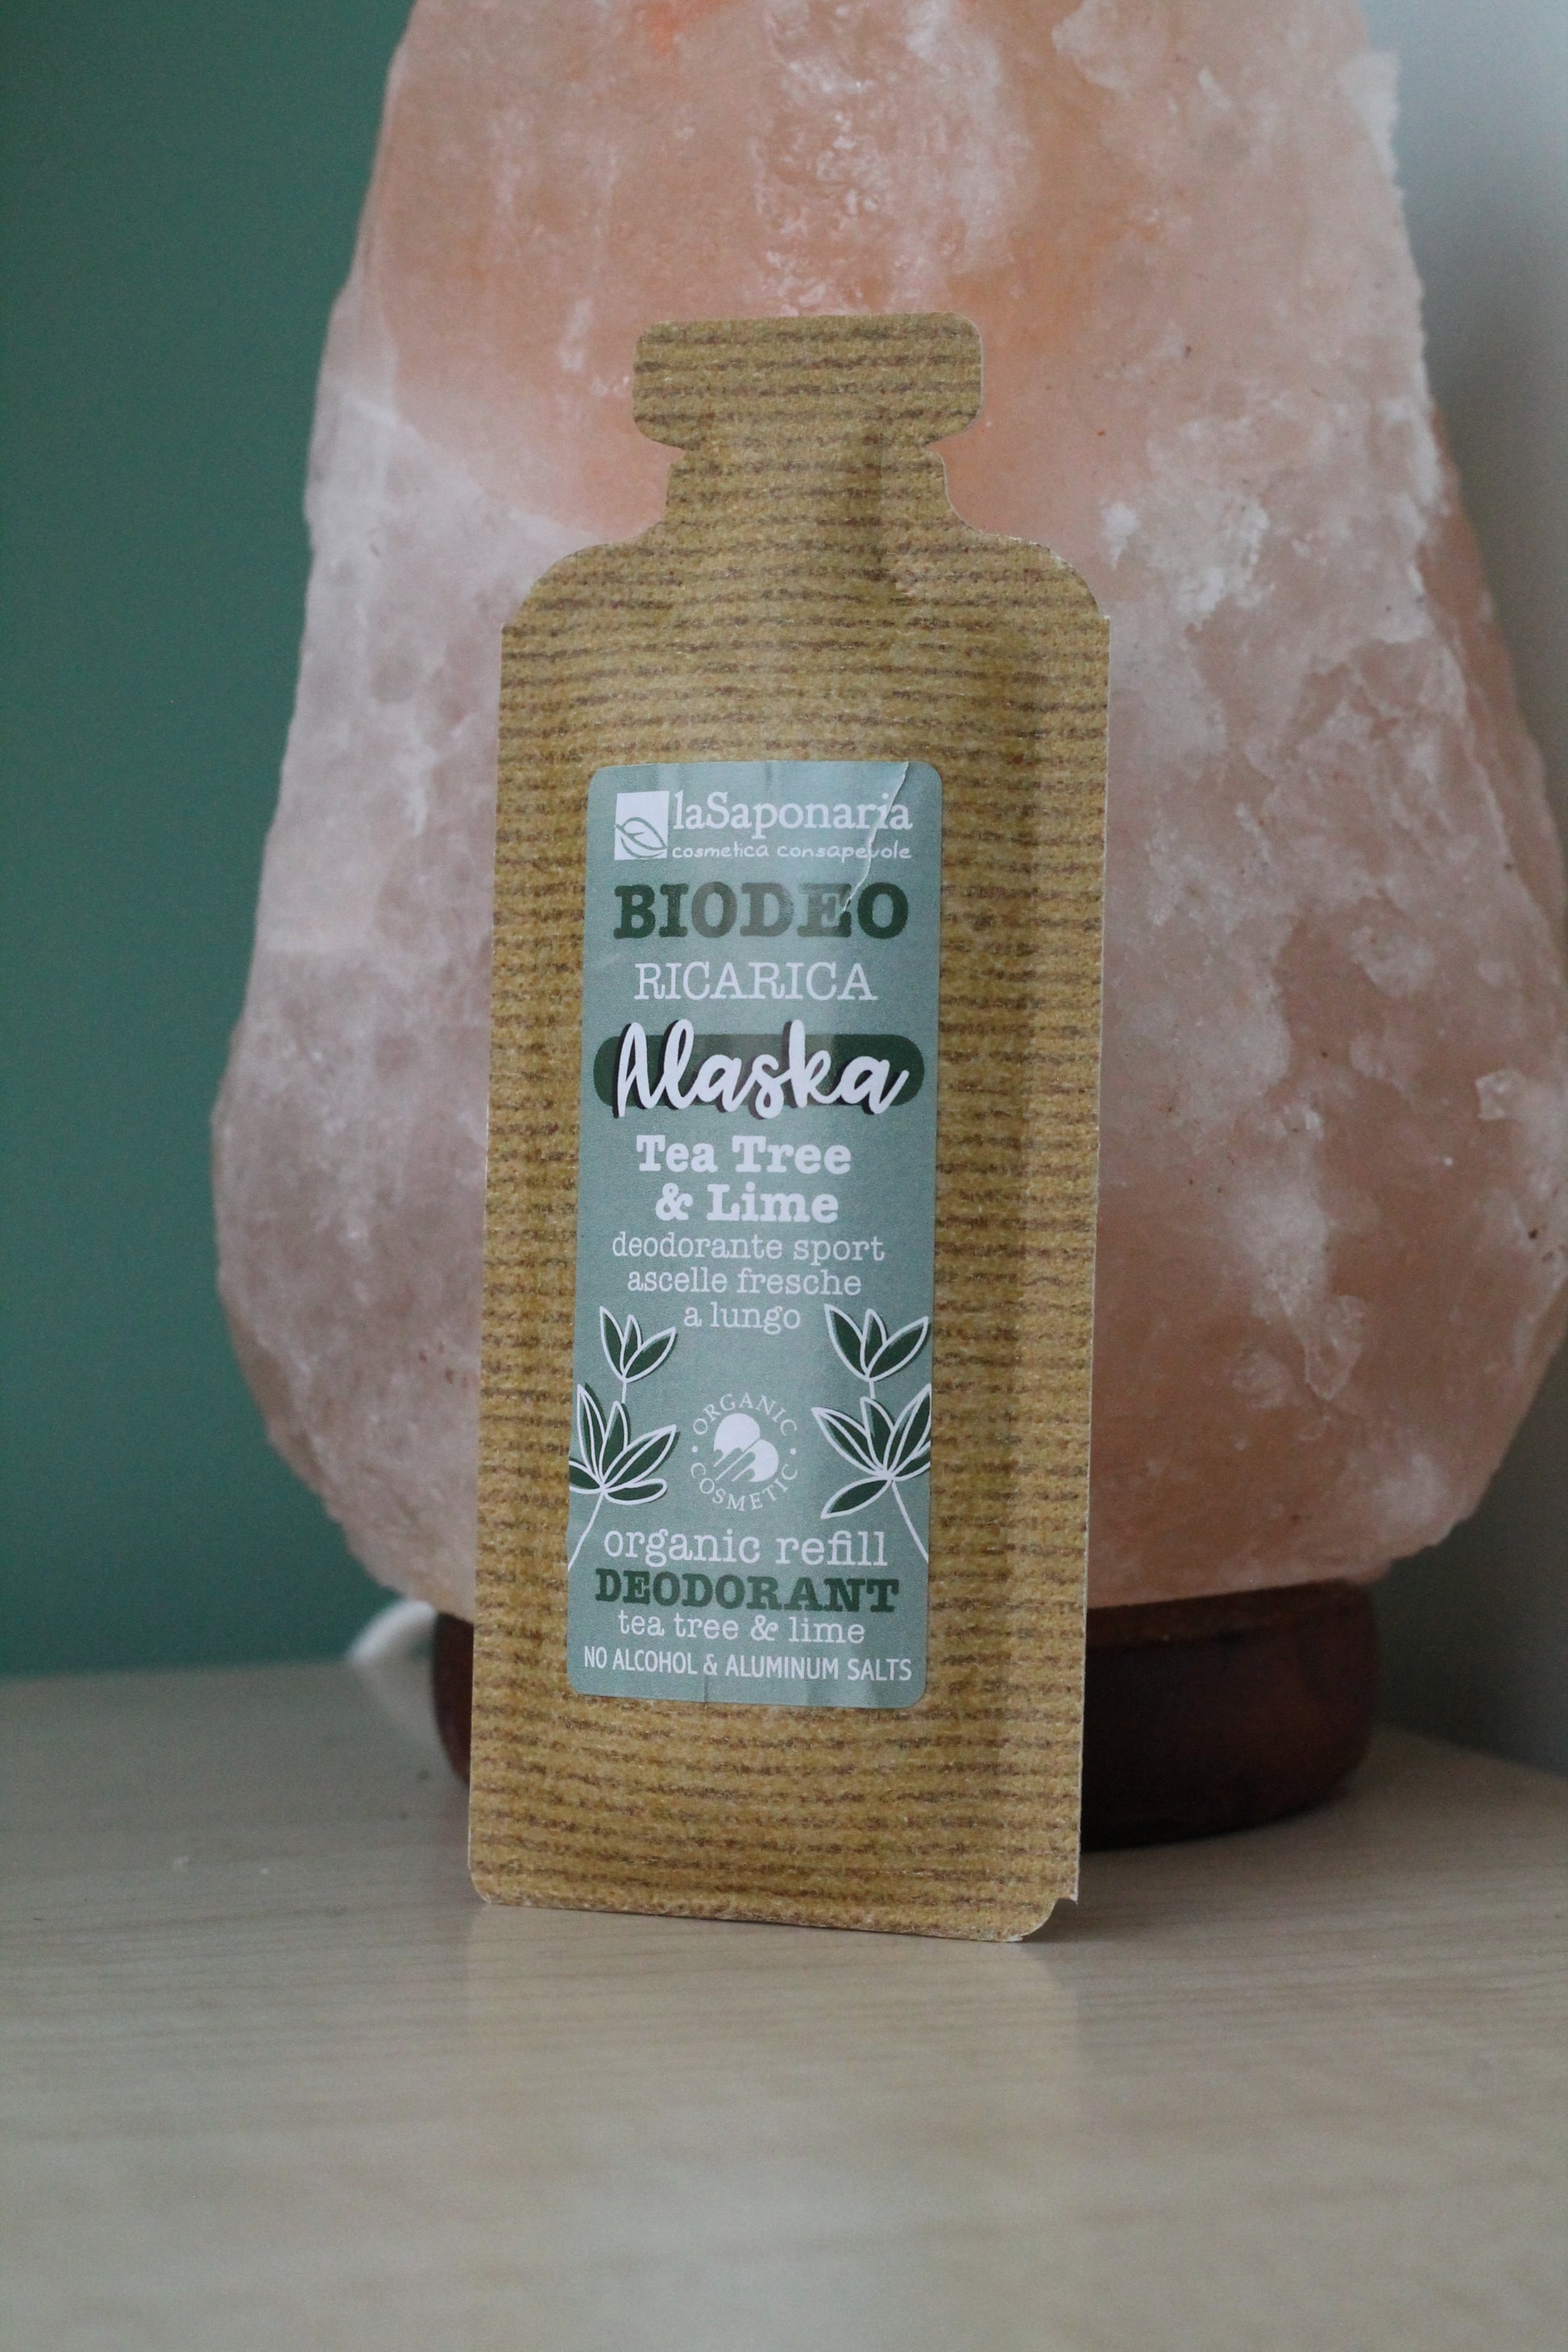 laSaponaria
cosmetica consapevole
BIODEO
RICARICA
Alaska
Tea Tree
& Lime
deodorante sport
ascelle fresche
a lungo
ORGANIC
COSMETIC
organic refill
DEODORANT
tea tree & lime
NO ALCOHOL & ALUMINUM SALTS